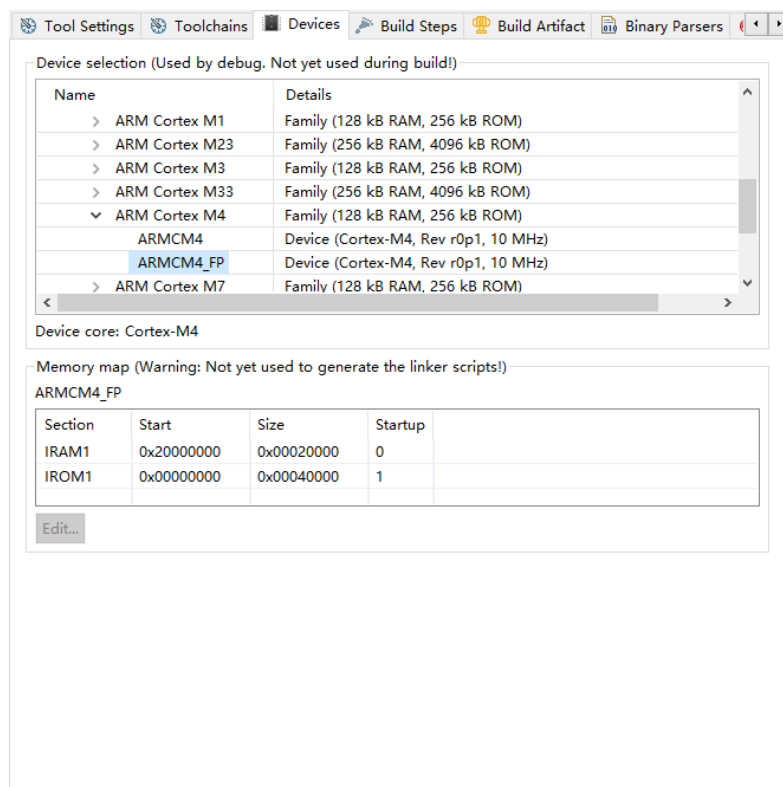 Tool Settings Toolchains Devices Build Steps Build Artifact Binary Parsers
Device selection (Used by debug. Not yet used during build!)
Name Details
ARM Cortex M1 Family (128 kB RAM, 256 kB ROM)
ARM Cortex M23 Family (256 kB RAM, 4096 kB ROM)
ARM Cortex M3 Family (128 kB RAM, 256 kB ROM)
ARM Cortex M33 Family (256 kB RAM, 4096 kB ROM)
ARM Cortex M4 Family (128 kB RAM, 256 kB ROM)
ARMCM4 Device (Cortex-M4, Rev r0p1, 10 MHz)
ARMCM4_FP Device (Cortex-M4, Rev r0p1, 10 MHz)
ARM Cortex M7 Family (128 kB RAM, 256 kB ROM)
Device core: Cortex-M4
Memory map (Warning: Not yet used to generate the linker scripts!)
ARMCM4_FP
Section Start Size Startup
IRAM1 0x20000000 0x00020000 0
IROM1 0x00000000 0x00040000 1
Edit...